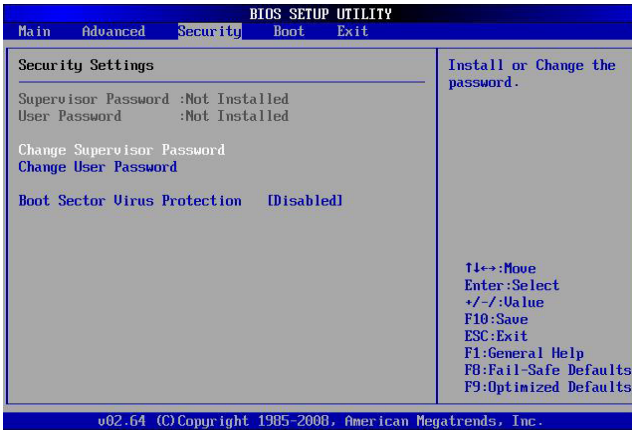 BIOS SETUP UTILITY
Main Advanced Security Boot Exit
Security Settings
Supervisor Password :Not Installed
User Password :Not Installed
Change Supervisor Password
Change User Password
Boot Sector Virus Protection [Disabled]
Install or Change the
password.
↑↓↔:Move
Enter:Select
+/-/:Value
F10:Save
ESC:Exit
F1:General Help
F8:Fail-Safe Defaults
F9:Optimized Defaults
v02.64 (C)Copyright 1985-2008, American Megatrends, Inc.